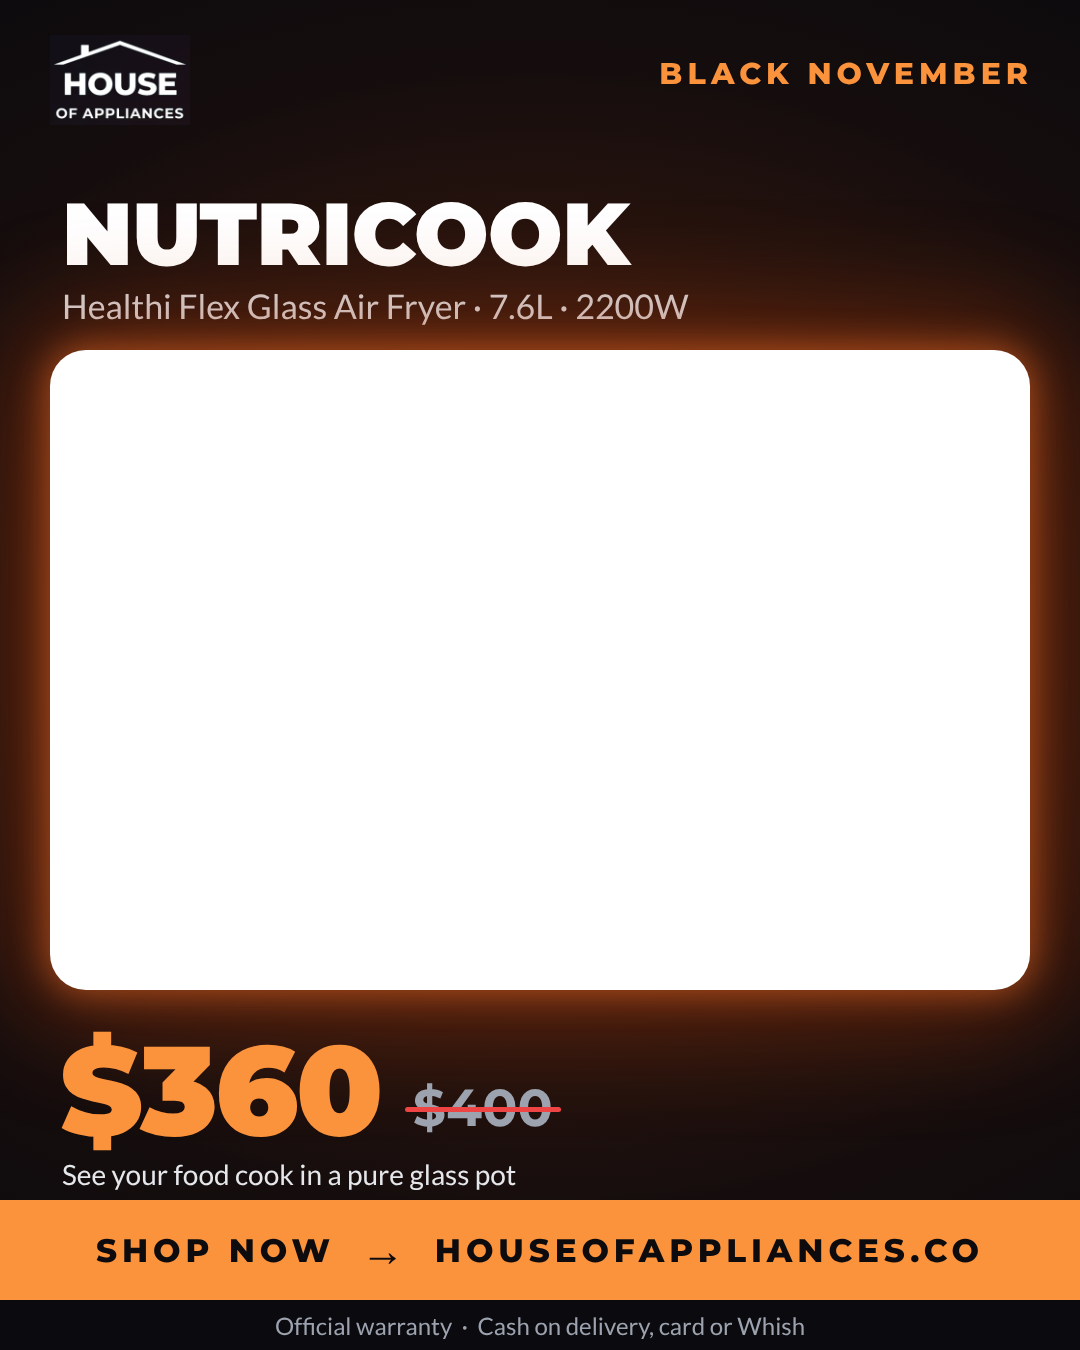 HOUSE
OF APPLIANCES
BLACK NOVEMBER
NUTRICOOK
Healthi Flex Glass Air Fryer · 7.6L · 2200W
$360 $400
See your food cook in a pure glass pot
SHOP NOW → HOUSEOFAPPLIANCES.CO
Official warranty · Cash on delivery, card or Whish